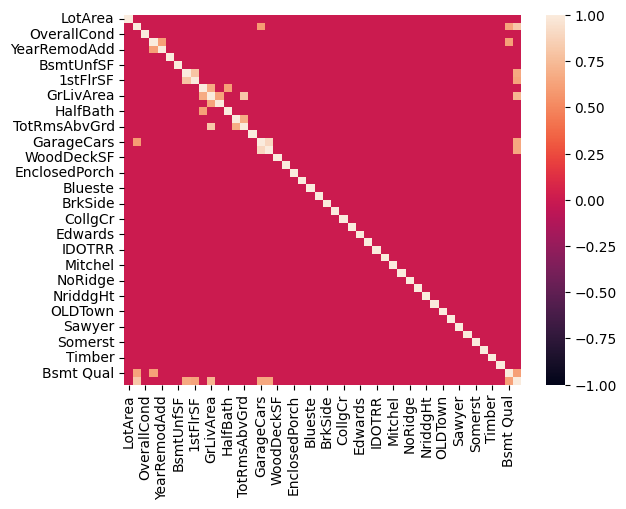 LotArea
OverallCond
YearRemodAdd
BsmtUnfSF
1stFlrSF
GrLivArea
HalfBath
TotRmsAbvGrd
GarageCars
WoodDeckSF
EnclosedPorch
Blueste
BrkSide
CollgCr
Edwards
IDOTRR
Mitchel
NoRidge
NriddgHt
OLDTown
Sawyer
Somerst
Timber
Bsmt Qual
LotArea
OverallCond
YearRemodAdd
BsmtUnfSF
1stFlrSF
GrLivArea
HalfBath
TotRmsAbvGrd
GarageCars
WoodDeckSF
EnclosedPorch
Blueste
BrkSide
CollgCr
Edwards
IDOTRR
Mitchel
NoRidge
NriddgHt
OLDTown
Sawyer
Somerst
Timber
Bsmt Qual
1.00
0.75
0.50
0.25
0.00
−0.25
−0.50
−0.75
−1.00